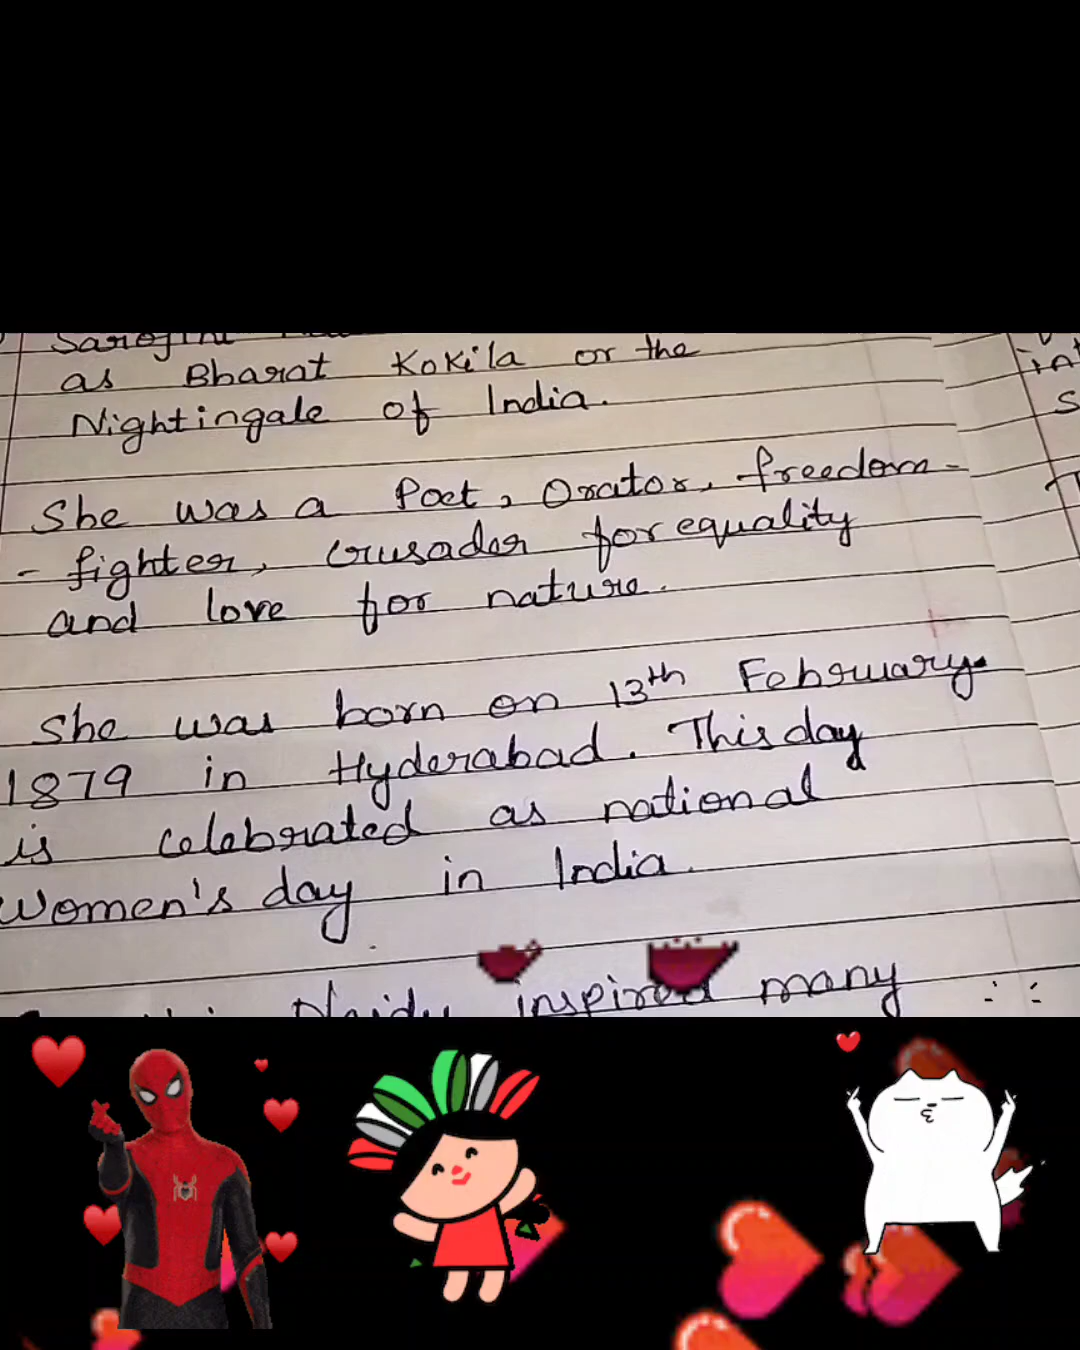 Sarojini
as Bharat Kokila or the
Nightingale of India.
She was a Poet, Orator, freedom-
- fighter, Crusader for equality
and love for nature.
She was born on 13th February
1879 in Hyderabad. This day
is celebrated as national
women's day in India.
Naidu inspired many